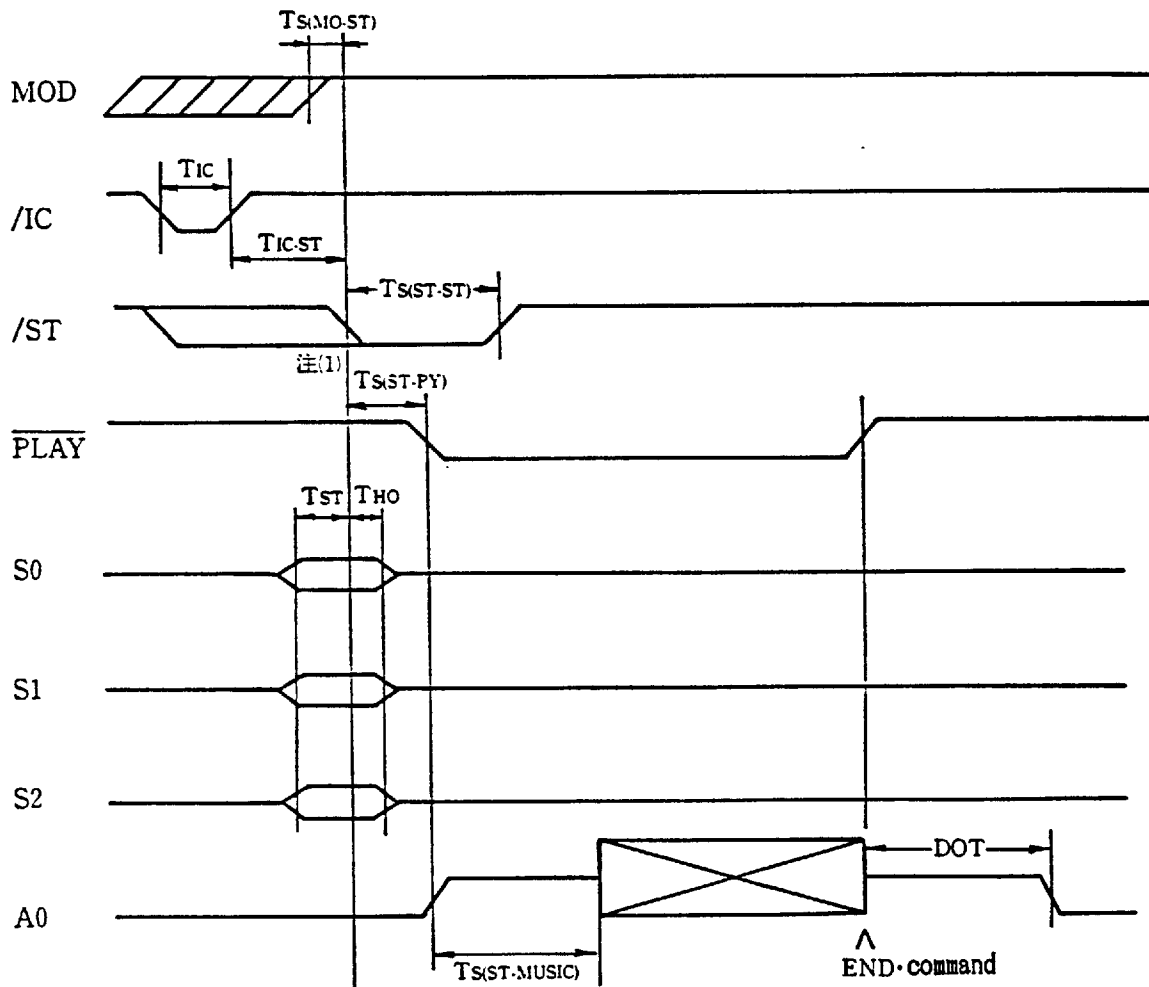 TS(MO-ST)
MOD
TIC
/IC
TIC-ST
TS(ST-ST)
/ST
注(1)
TS(ST-PY)
PLAY
TST THO
S0
S1
S2
DOT
A0
TS(ST-MUSIC)
END·command